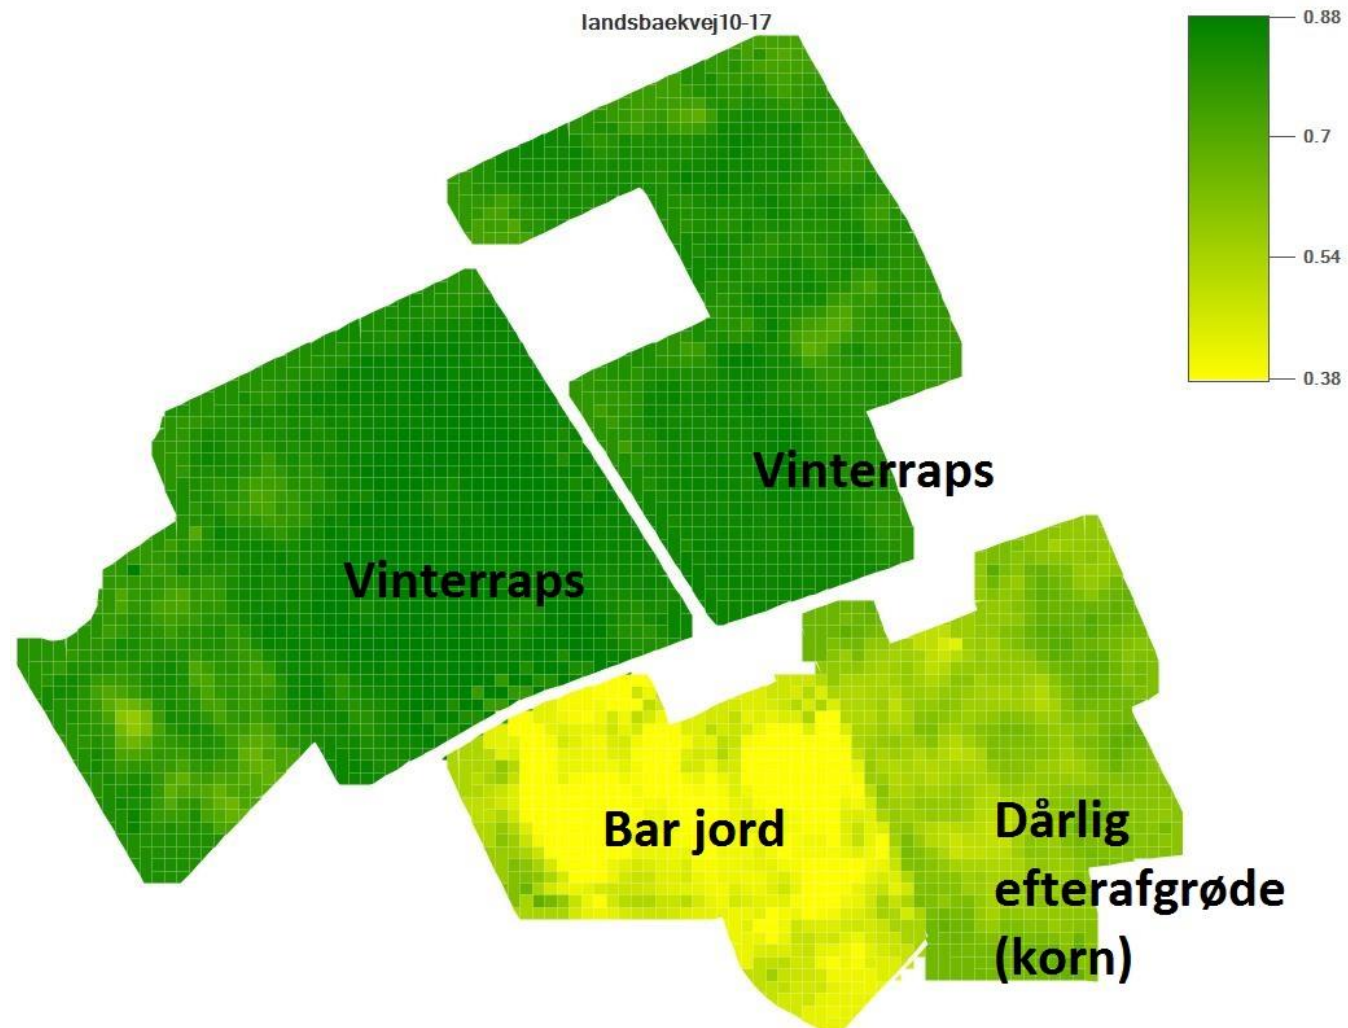 landsbaekvej10-17
0.88
0.7
0.54
0.38
Vinterraps
Vinterraps
Bar jord
Dårlig
efterafgrøde
(korn)